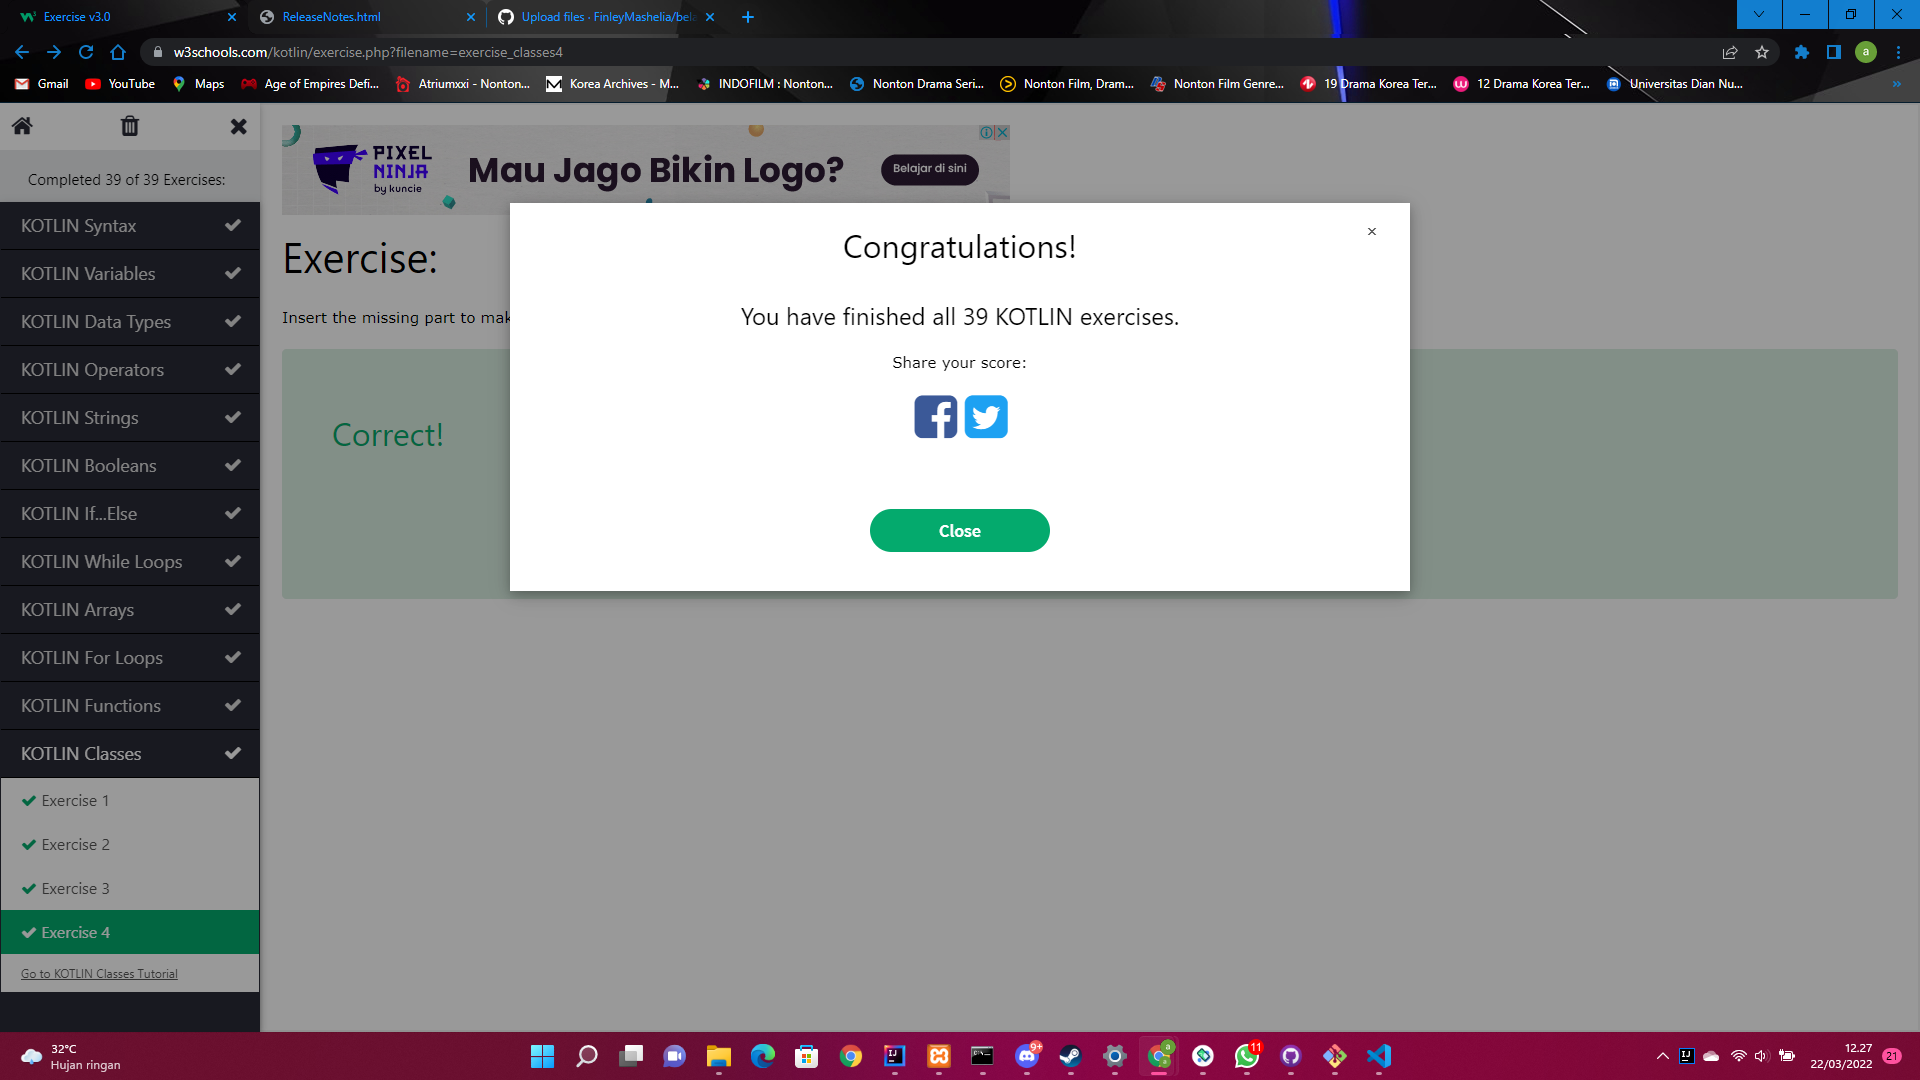 Exercise v3.0
ReleaseNotes.html
Upload files · FinleyMashelia/bela
w3schools.com/kotlin/exercise.php?filename=exercise_classes4
a
Gmail
YouTube
Maps
Age of Empires Defi...
Atriumxxi - Nonton...
Korea Archives - M...
INDOFILM : Nonton...
Nonton Drama Seri...
Nonton Film, Dram...
Nonton Film Genre...
19 Drama Korea Ter...
12 Drama Korea Ter...
Universitas Dian Nu...
»
Completed 39 of 39 Exercises:
KOTLIN Syntax
KOTLIN Variables
KOTLIN Data Types
KOTLIN Operators
KOTLIN Strings
KOTLIN Booleans
KOTLIN If...Else
KOTLIN While Loops
KOTLIN Arrays
KOTLIN For Loops
KOTLIN Functions
KOTLIN Classes
Exercise 1
Exercise 2
Exercise 3
Exercise 4
Go to KOTLIN Classes Tutorial
PIXEL
NINJA
by kuncie
Mau Jago Bikin Logo?
Belajar di sini
Exercise:
Insert the missing part to mak
Correct!
×
Congratulations!
You have finished all 39 KOTLIN exercises.
Share your score:
Close
32°C
Hujan ringan
IJ
9+
a
11
IJ
12.27
22/03/2022
21